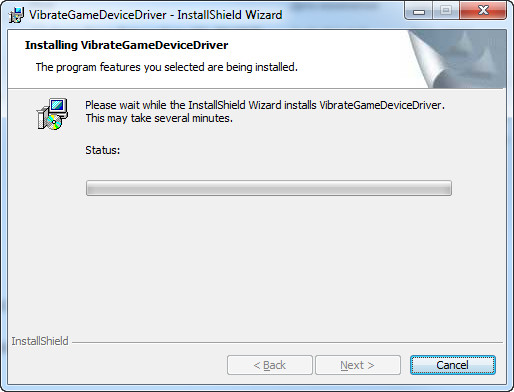 VibrateGameDeviceDriver - InstallShield Wizard
Installing VibrateGameDeviceDriver
The program features you selected are being installed.
Please wait while the InstallShield Wizard installs VibrateGameDeviceDriver.
This may take several minutes.
Status:
InstallShield
< Back
Next >
Cancel